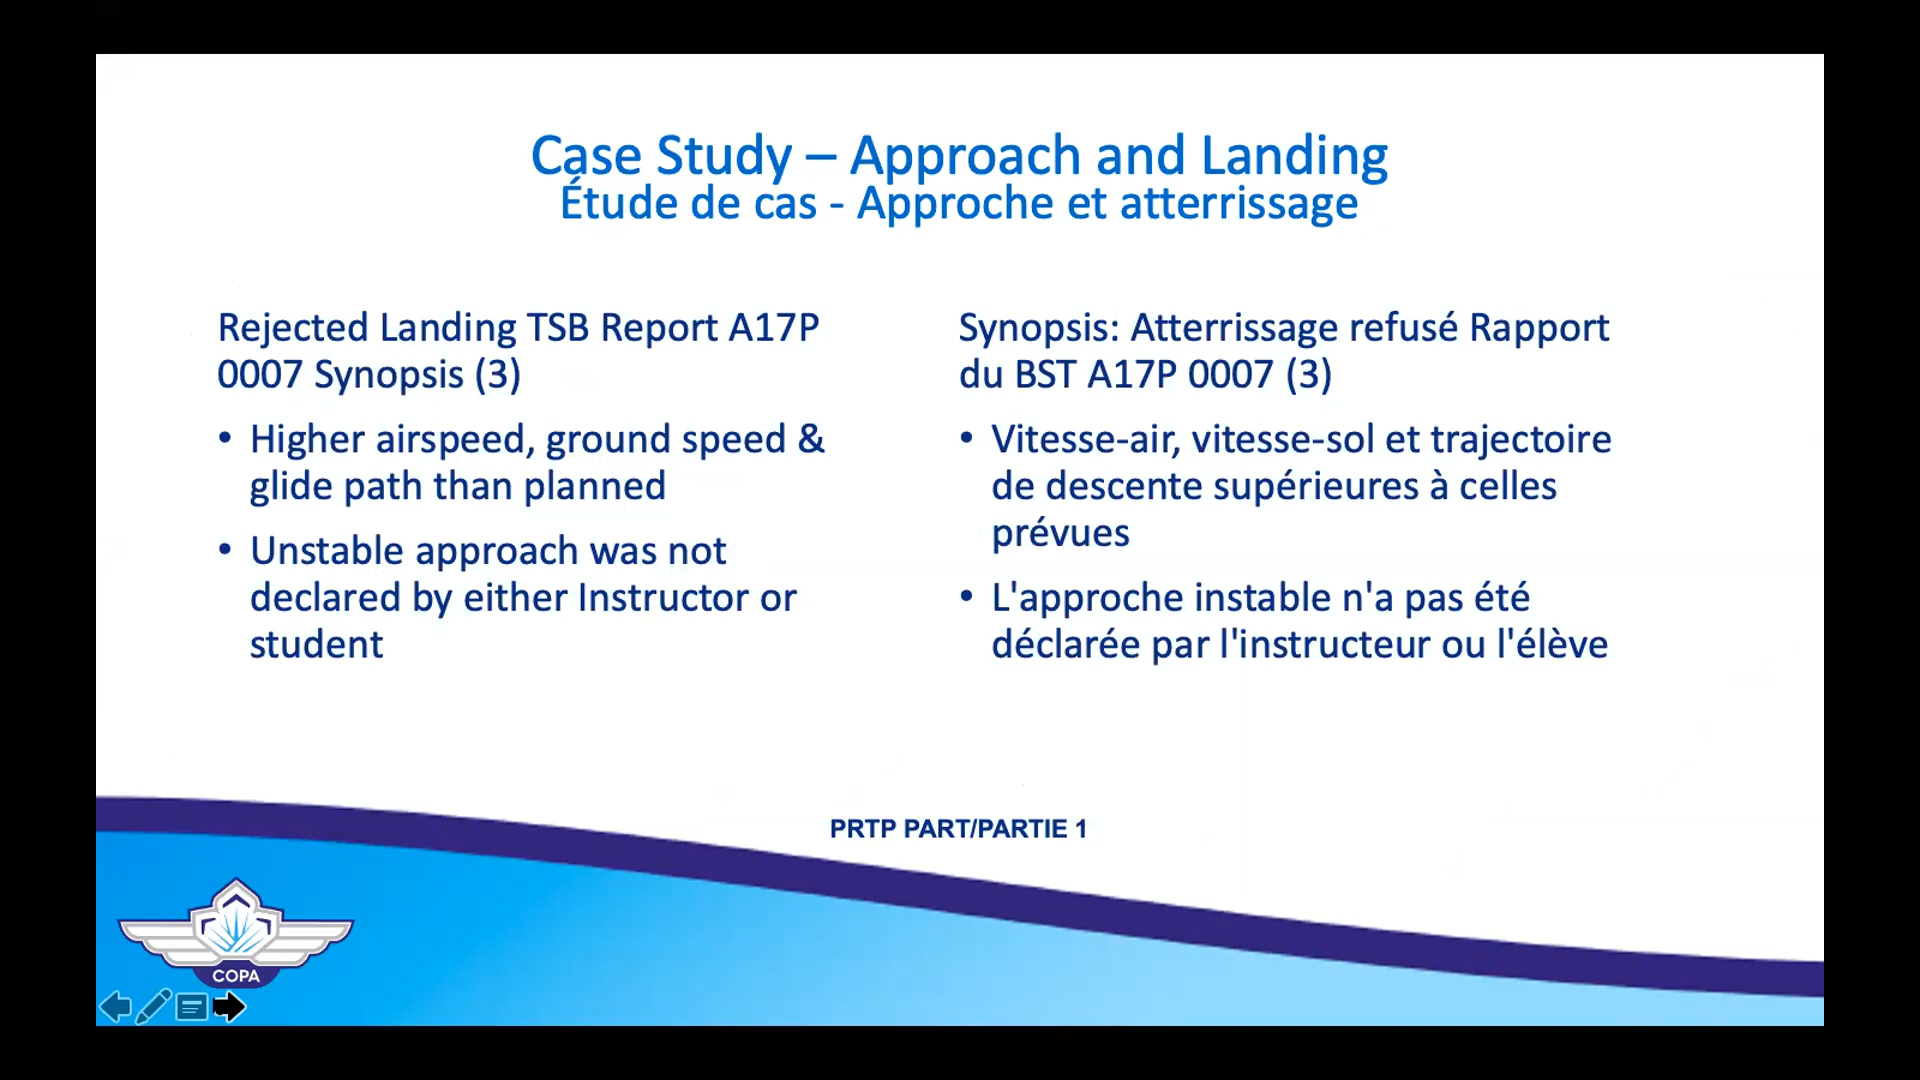 Case Study – Approach and Landing
Étude de cas - Approche et atterrissage
Rejected Landing TSB Report A17P
0007 Synopsis (3)
• Higher airspeed, ground speed &
glide path than planned
• Unstable approach was not
declared by either Instructor or
student
Synopsis: Atterrissage refusé Rapport
du BST A17P 0007 (3)
• Vitesse-air, vitesse-sol et trajectoire
de descente supérieures à celles
prévues
• L'approche instable n'a pas été
déclarée par l'instructeur ou l'élève
PRTP PART/PARTIE 1
COPA